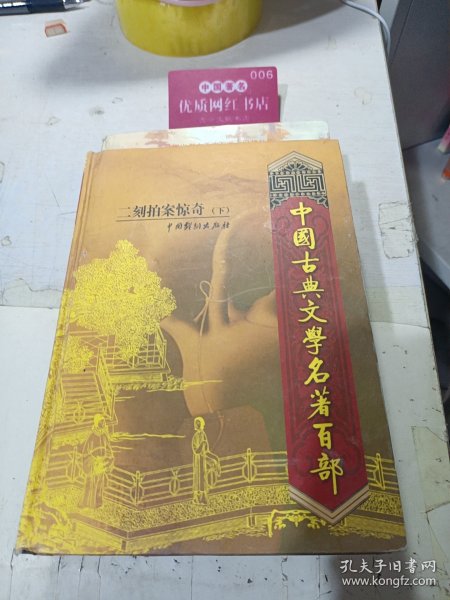 006
中国著名
优质网红书店
二刻拍案惊奇（下）
中国戏剧出版社
中國古典文學名著百部
孔夫子旧书网
www.kongfz.com